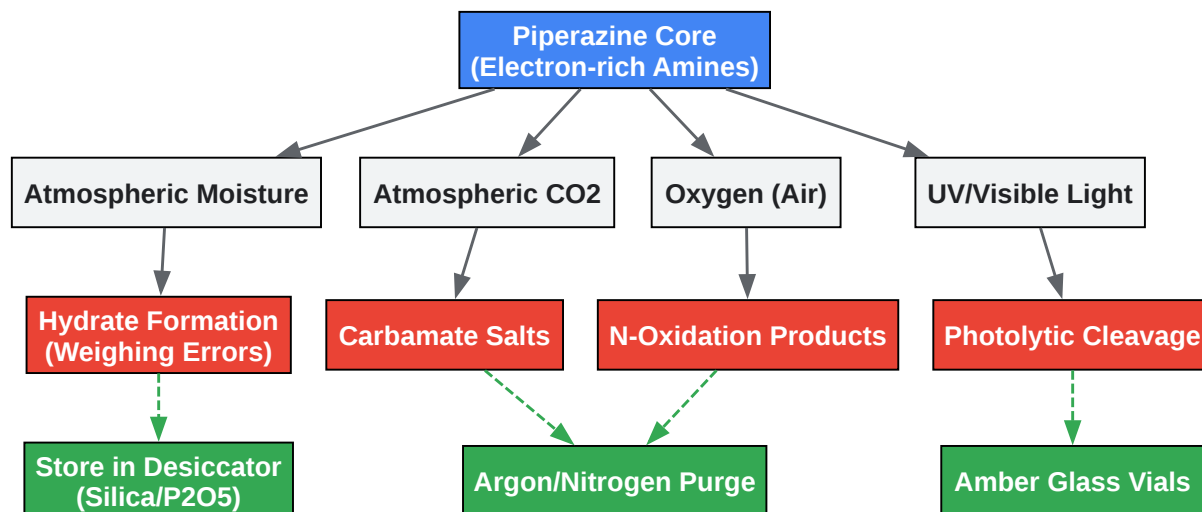 Piperazine Core
(Electron-rich Amines)
Atmospheric Moisture
Atmospheric CO2
Oxygen (Air)
UV/Visible Light
Hydrate Formation
(Weighing Errors)
Carbamate Salts
N-Oxidation Products
Photolytic Cleavage
Store in Desiccator
(Silica/P2O5)
Argon/Nitrogen Purge
Amber Glass Vials